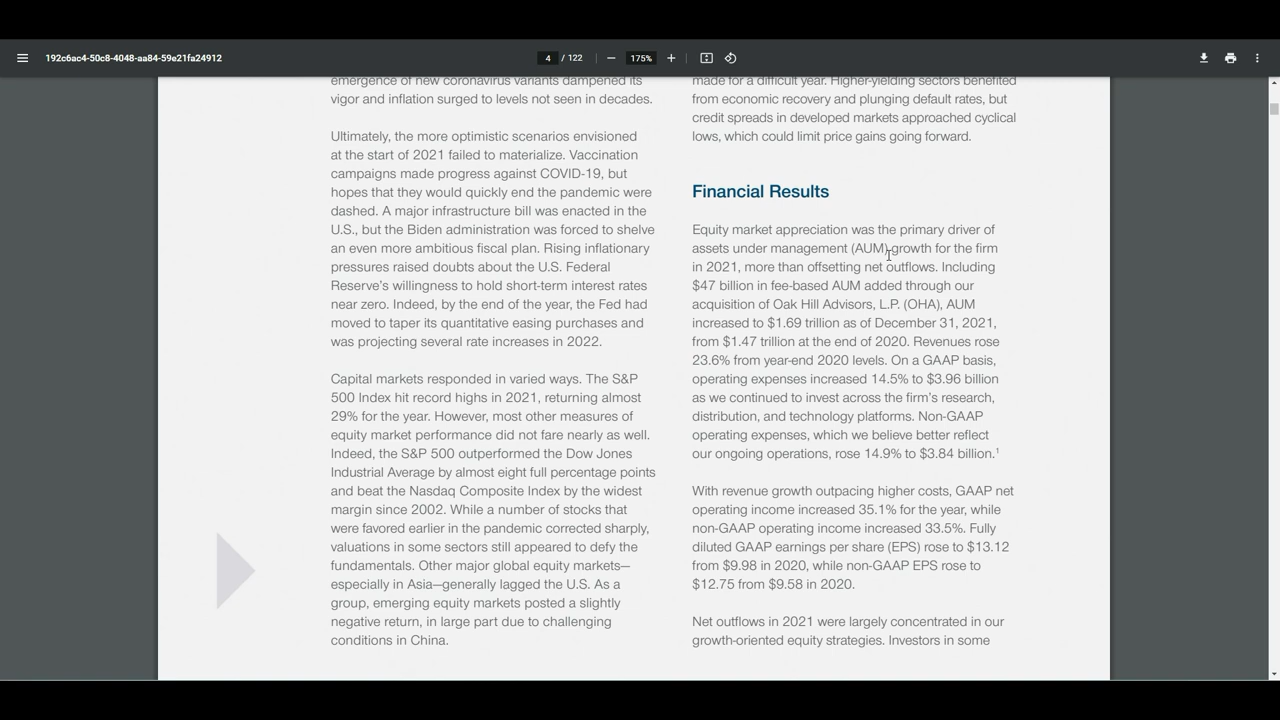 192c6ac4-50c8-4048-aa84-59e21fa24912
4 / 122
175%
emergence of new coronavirus variants dampened its
vigor and inflation surged to levels not seen in decades.
Ultimately, the more optimistic scenarios envisioned
at the start of 2021 failed to materialize. Vaccination
campaigns made progress against COVID-19, but
hopes that they would quickly end the pandemic were
dashed. A major infrastructure bill was enacted in the
U.S., but the Biden administration was forced to shelve
an even more ambitious fiscal plan. Rising inflationary
pressures raised doubts about the U.S. Federal
Reserve's willingness to hold short-term interest rates
near zero. Indeed, by the end of the year, the Fed had
moved to taper its quantitative easing purchases and
was projecting several rate increases in 2022.
Capital markets responded in varied ways. The S&P
500 Index hit record highs in 2021, returning almost
29% for the year. However, most other measures of
equity market performance did not fare nearly as well.
Indeed, the S&P 500 outperformed the Dow Jones
Industrial Average by almost eight full percentage points
and beat the Nasdaq Composite Index by the widest
margin since 2002. While a number of stocks that
were favored earlier in the pandemic corrected sharply,
valuations in some sectors still appeared to defy the
fundamentals. Other major global equity markets—
especially in Asia—generally lagged the U.S. As a
group, emerging equity markets posted a slightly
negative return, in large part due to challenging
conditions in China.
made for a difficult year. Higher-yielding sectors benefited
from economic recovery and plunging default rates, but
credit spreads in developed markets approached cyclical
lows, which could limit price gains going forward.
Financial Results
Equity market appreciation was the primary driver of
assets under management (AUM) growth for the firm
in 2021, more than offsetting net outflows. Including
$47 billion in fee-based AUM added through our
acquisition of Oak Hill Advisors, L.P. (OHA), AUM
increased to $1.69 trillion as of December 31, 2021,
from $1.47 trillion at the end of 2020. Revenues rose
23.6% from year-end 2020 levels. On a GAAP basis,
operating expenses increased 14.5% to $3.96 billion
as we continued to invest across the firm's research,
distribution, and technology platforms. Non-GAAP
operating expenses, which we believe better reflect
our ongoing operations, rose 14.9% to $3.84 billion.¹
With revenue growth outpacing higher costs, GAAP net
operating income increased 35.1% for the year, while
non-GAAP operating income increased 33.5%. Fully
diluted GAAP earnings per share (EPS) rose to $13.12
from $9.98 in 2020, while non-GAAP EPS rose to
$12.75 from $9.58 in 2020.
Net outflows in 2021 were largely concentrated in our
growth-oriented equity strategies. Investors in some